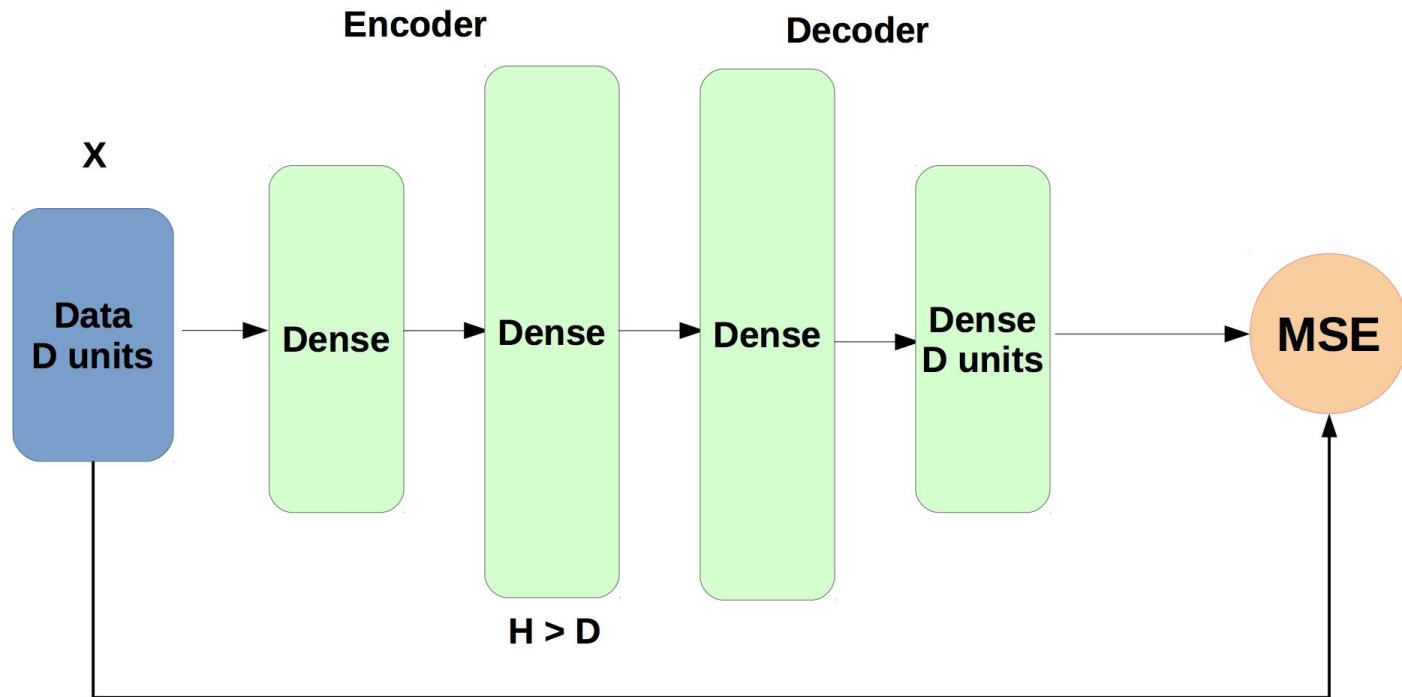 Encoder
Decoder
X
Data
D units
Dense
Dense
Dense
Dense
D units
MSE
H > D